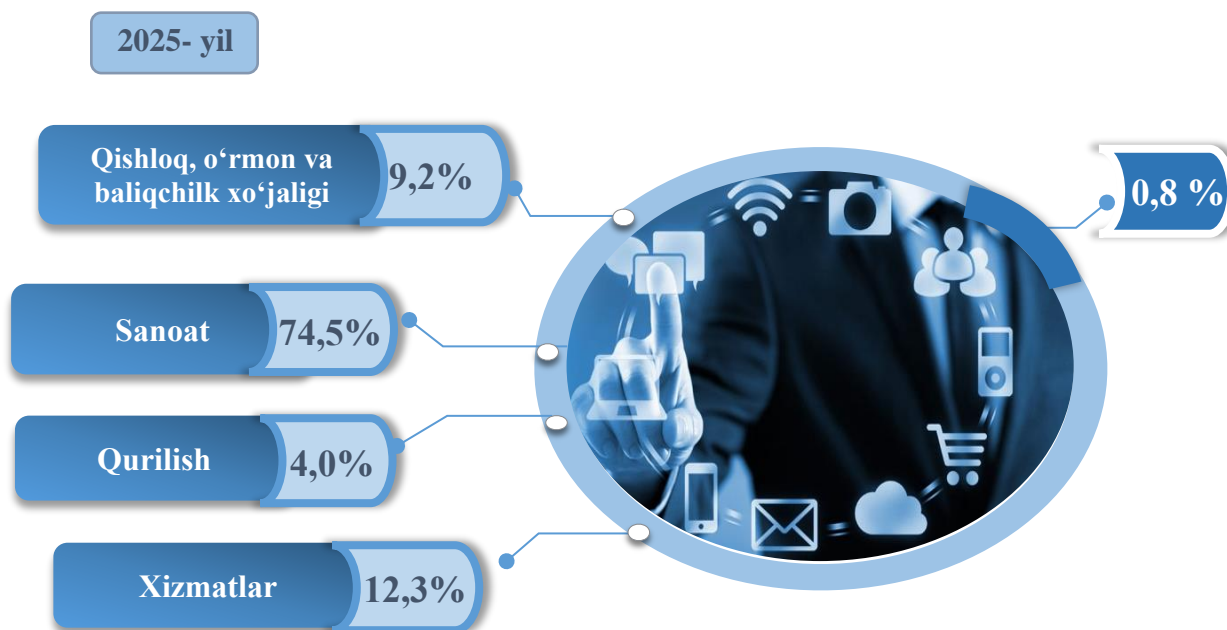 2025- yil
Qishloq, o‘rmon va
baliqchilk xo‘jaligi
9,2%
0,8 %
Sanoat
74,5%
Qurilish
4,0%
Xizmatlar
12,3%